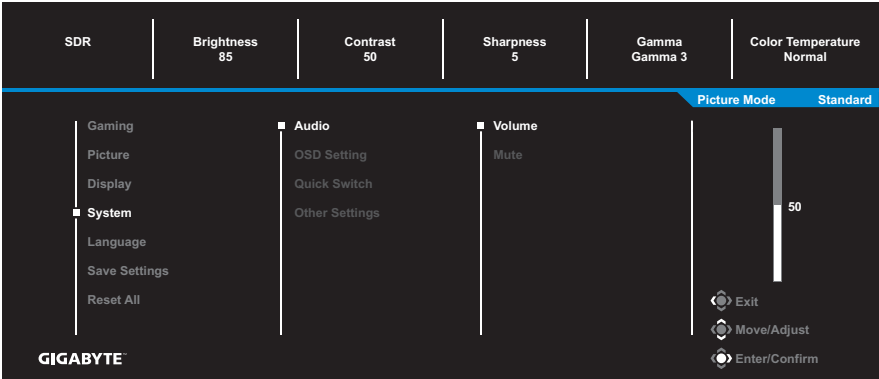 SDR
Brightness
85
Contrast
50
Sharpness
5
Gamma
Gamma 3
Color Temperature
Normal
Picture Mode Standard
Gaming
Picture
Display
System
Language
Save Settings
Reset All
Audio
OSD Setting
Quick Switch
Other Settings
Volume
Mute
50
Exit
Move/Adjust
Enter/Confirm
GIGABYTE™